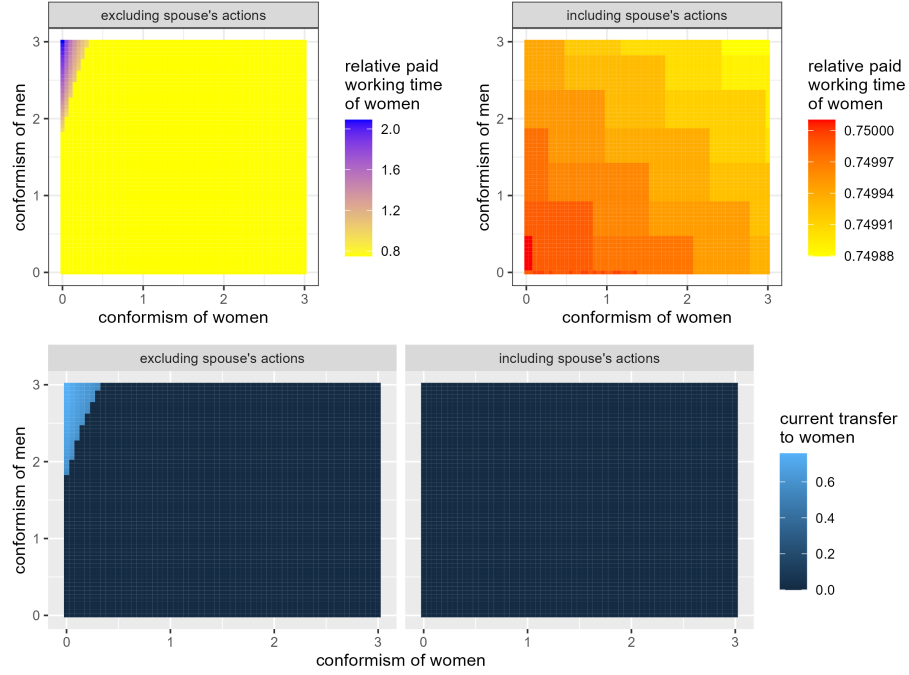 excluding spouse's actions
including spouse's actions
conformism of men
3
2
1
0
0 1 2 3
conformism of women
relative paid
working time
of women
2.0
1.6
1.2
0.8
conformism of men
3
2
1
0
0 1 2 3
conformism of women
relative paid
working time
of women
0.75000
0.74997
0.74994
0.74991
0.74988
excluding spouse's actions
including spouse's actions
conformism of men
3
2
1
0
0 1 2 3
0 1 2 3
conformism of women
current transfer
to women
0.6
0.4
0.2
0.0